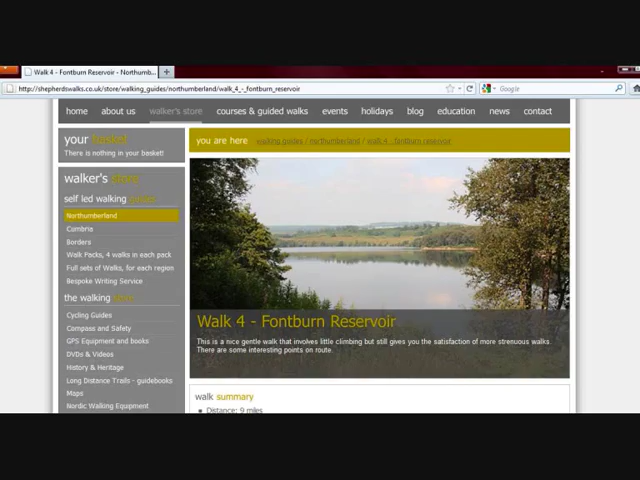 Walk 4 - Fontburn Reservoir - Northumb...
http://shepherdswalks.co.uk/store/walking_guides/northumberland/walk_4_-_fontburn_reservoir
Google
home about us walker's store courses & guided walks events holidays blog education news contact
your basket
There is nothing in your basket!
you are here walking guides / northumberland / walk 4 - fontburn reservoir
walker's store
self led walking guides
Northumberland
Cumbria
Borders
Walk Packs, 4 walks in each pack
Full sets of Walks, for each region
Bespoke Writing Service
the walking store
Cycling Guides
Compass and Safety
GPS Equipment and books
DVDs & Videos
History & Heritage
Long Distance Trails - guidebooks
Maps
Nordic Walking Equipment
Walk 4 - Fontburn Reservoir
This is a nice gentle walk that involves little climbing but still gives you the satisfaction of more strenuous walks.
There are some interesting points on route.
walk summary
Distance: 9 miles